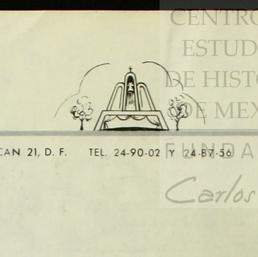 CENTRO
ESTUD
DE HISTO
DE MEX
FUNDA
Carlos
CAN 21, D. F. TEL. 24-90-02 Y 24-87-56